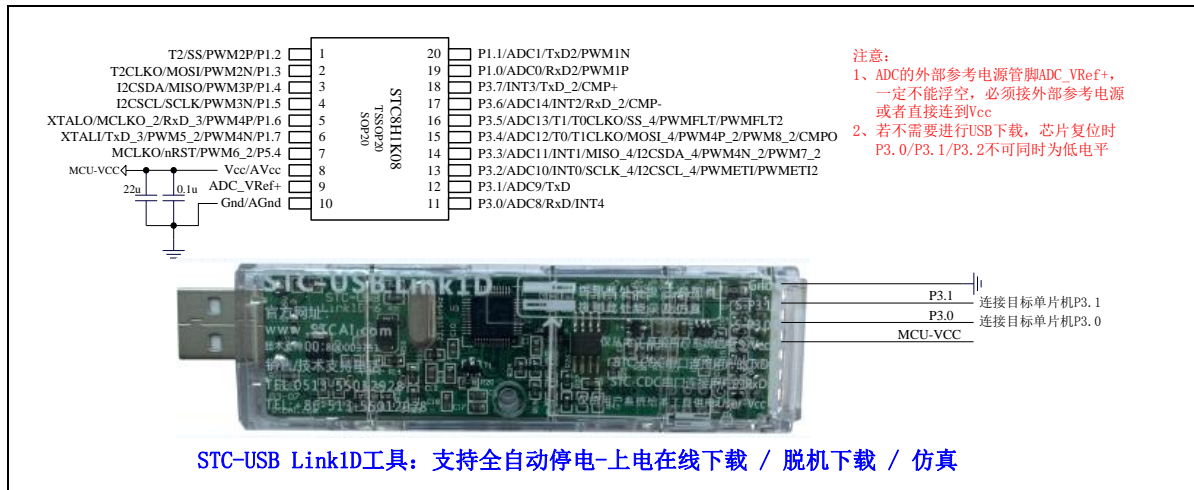 T2/SS/PWM2P/P1.2 1
T2CLKO/MOSI/PWM2N/P1.3 2
I2CSDA/MISO/PWM3P/P1.4 3
I2CSCL/SCLK/PWM3N/P1.5 4
XTALO/MCLKO_2/RxD_3/PWM4P/P1.6 5
XTALI/TxD_3/PWM5_2/PWM4N/P1.7 6
MCLKO/nRST/PWM6_2/P5.4 7
Vcc/AVcc 8
ADC_VRef+ 9
Gnd/AGnd 10
MCU-VCC
22u
0.1u
STC8H1K08
TSSOP20
SOP20
20 P1.1/ADC1/TxD2/PWM1N
19 P1.0/ADC0/RxD2/PWM1P
18 P3.7/INT3/TxD_2/CMP+
17 P3.6/ADC14/INT2/RxD_2/CMP-
16 P3.5/ADC13/T1/T0CLKO/SS_4/PWMFLT/PWMFLT2
15 P3.4/ADC12/T0/T1CLKO/MOSI_4/PWM4P_2/PWM8_2/CMPO
14 P3.3/ADC11/INT1/MISO_4/I2CSDA_4/PWM4N_2/PWM7_2
13 P3.2/ADC10/INT0/SCLK_4/I2CSCL_4/PWMETI/PWMETI2
12 P3.1/ADC9/TxD
11 P3.0/ADC8/RxD/INT4
注意:
1、ADC的外部参考电源管脚ADC_VRef+,
一定不能浮空，必须接外部参考电源
或者直接连到Vcc
2、若不需要进行USB下载，芯片复位时
P3.0/P3.1/P3.2不可同时为低电平
STC-USB Link1D
官方网址:
www.STCAI.com
TEL:0513-55012928
Gnd
P3.1 连接目标单片机P3.1
P3.0 连接目标单片机P3.0
MCU-VCC
STC-USB Link1D工具: 支持全自动停电-上电在线下载 / 脱机下载 / 仿真